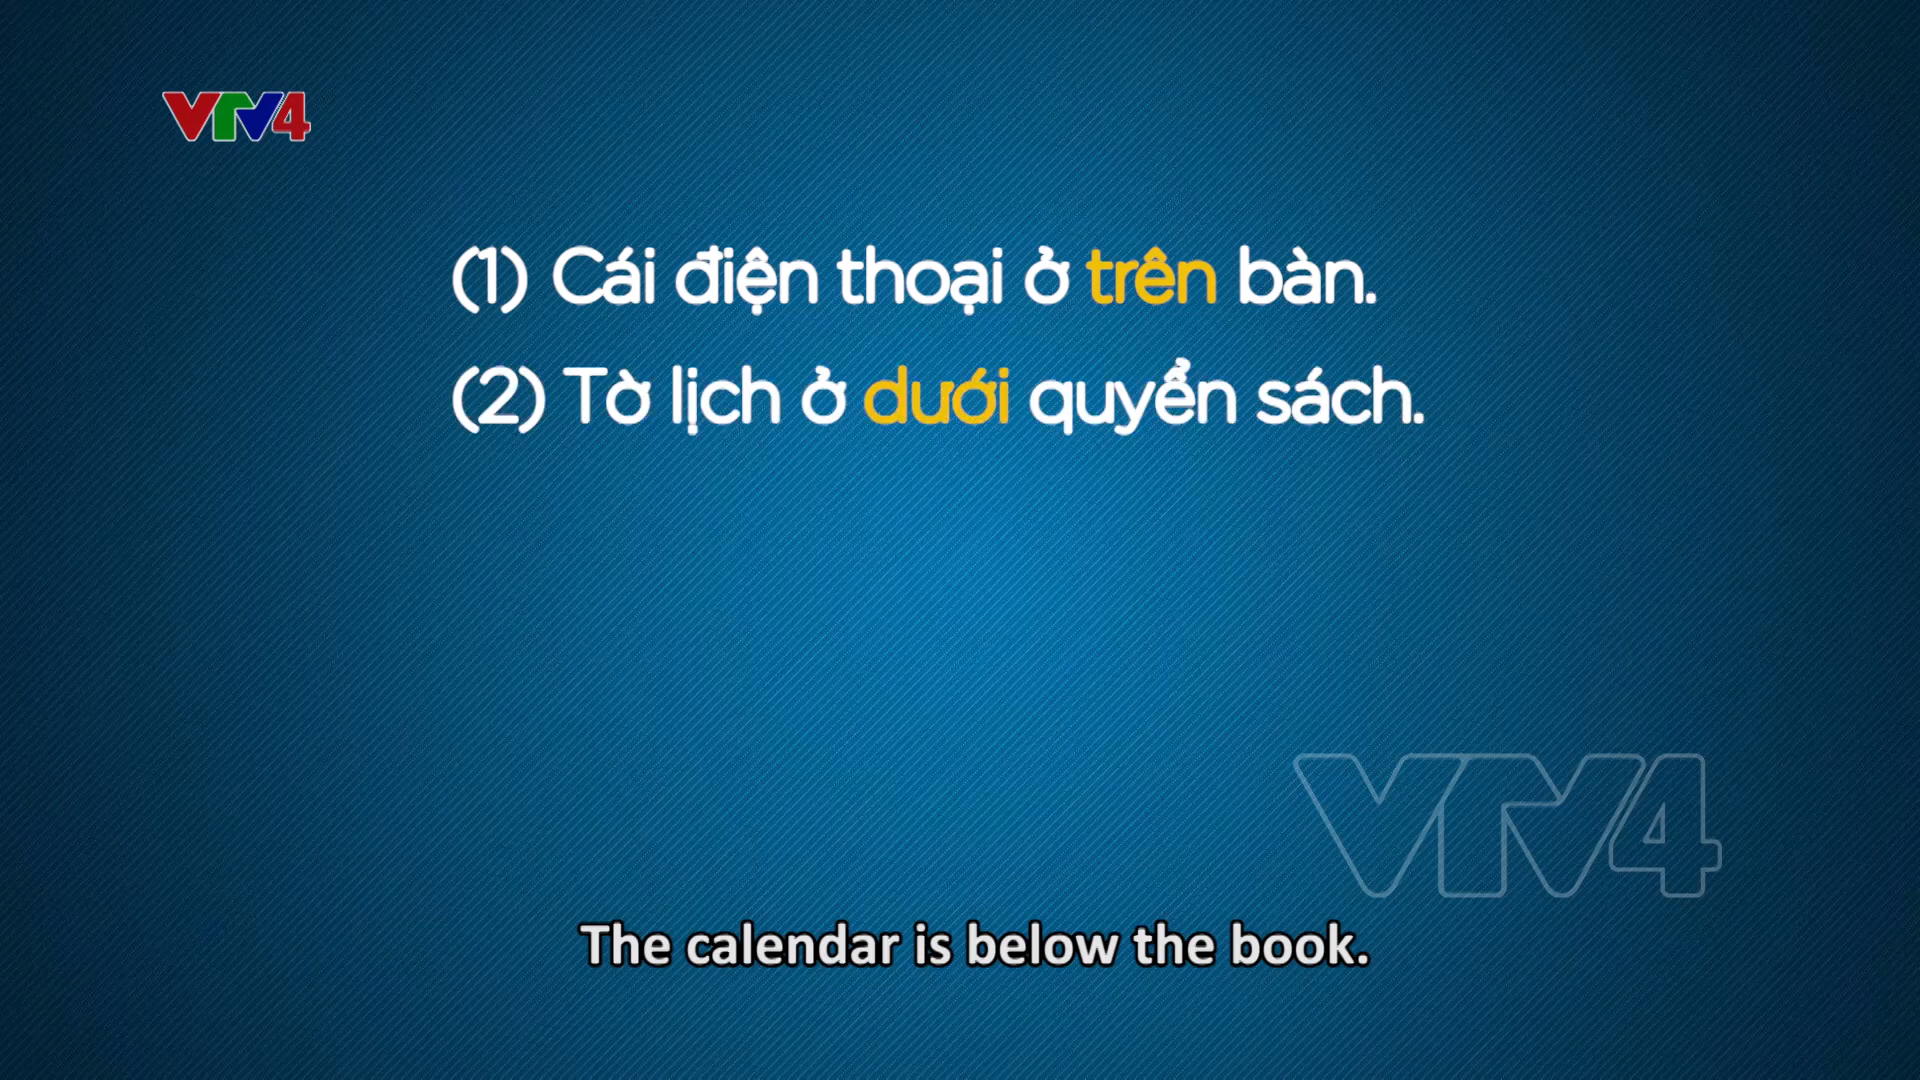 VTV4
(1) Cái điện thoại ở trên bàn.
(2) Tờ lịch ở dưới quyển sách.
VTV4
The calendar is below the book.